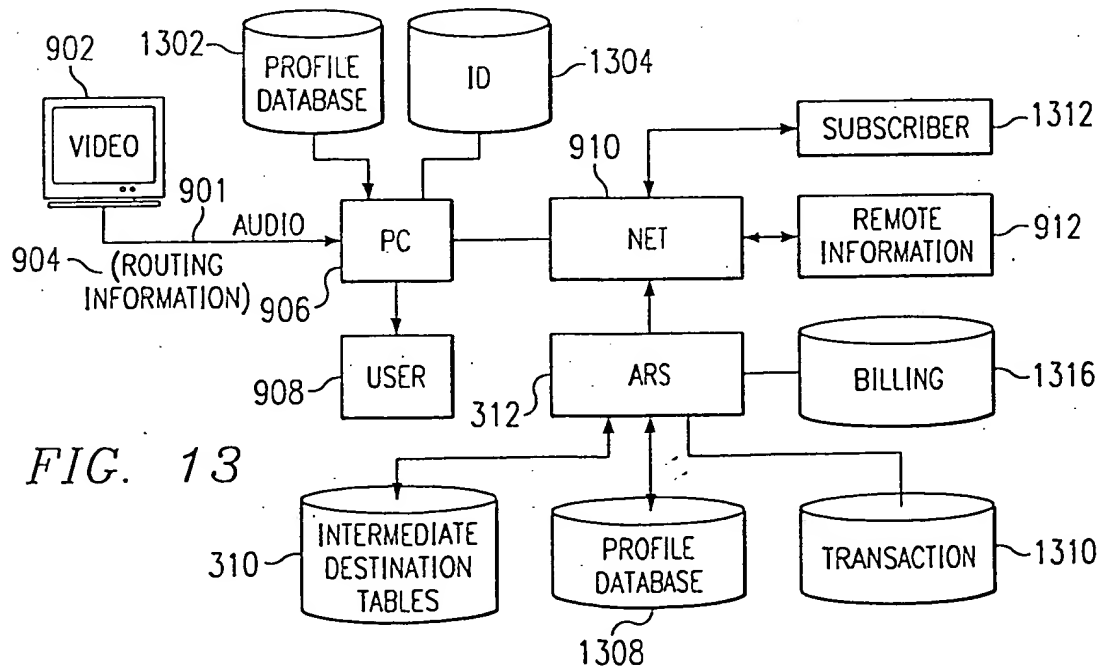 902
VIDEO
1302
PROFILE
DATABASE
ID
1304
901
AUDIO
904
(ROUTING
INFORMATION)
PC
906
USER
908
910
NET
SUBSCRIBER
1312
REMOTE
INFORMATION
912
ARS
312
BILLING
1316
FIG. 13
INTERMEDIATE
DESTINATION
TABLES
310
PROFILE
DATABASE
1308
TRANSACTION
1310